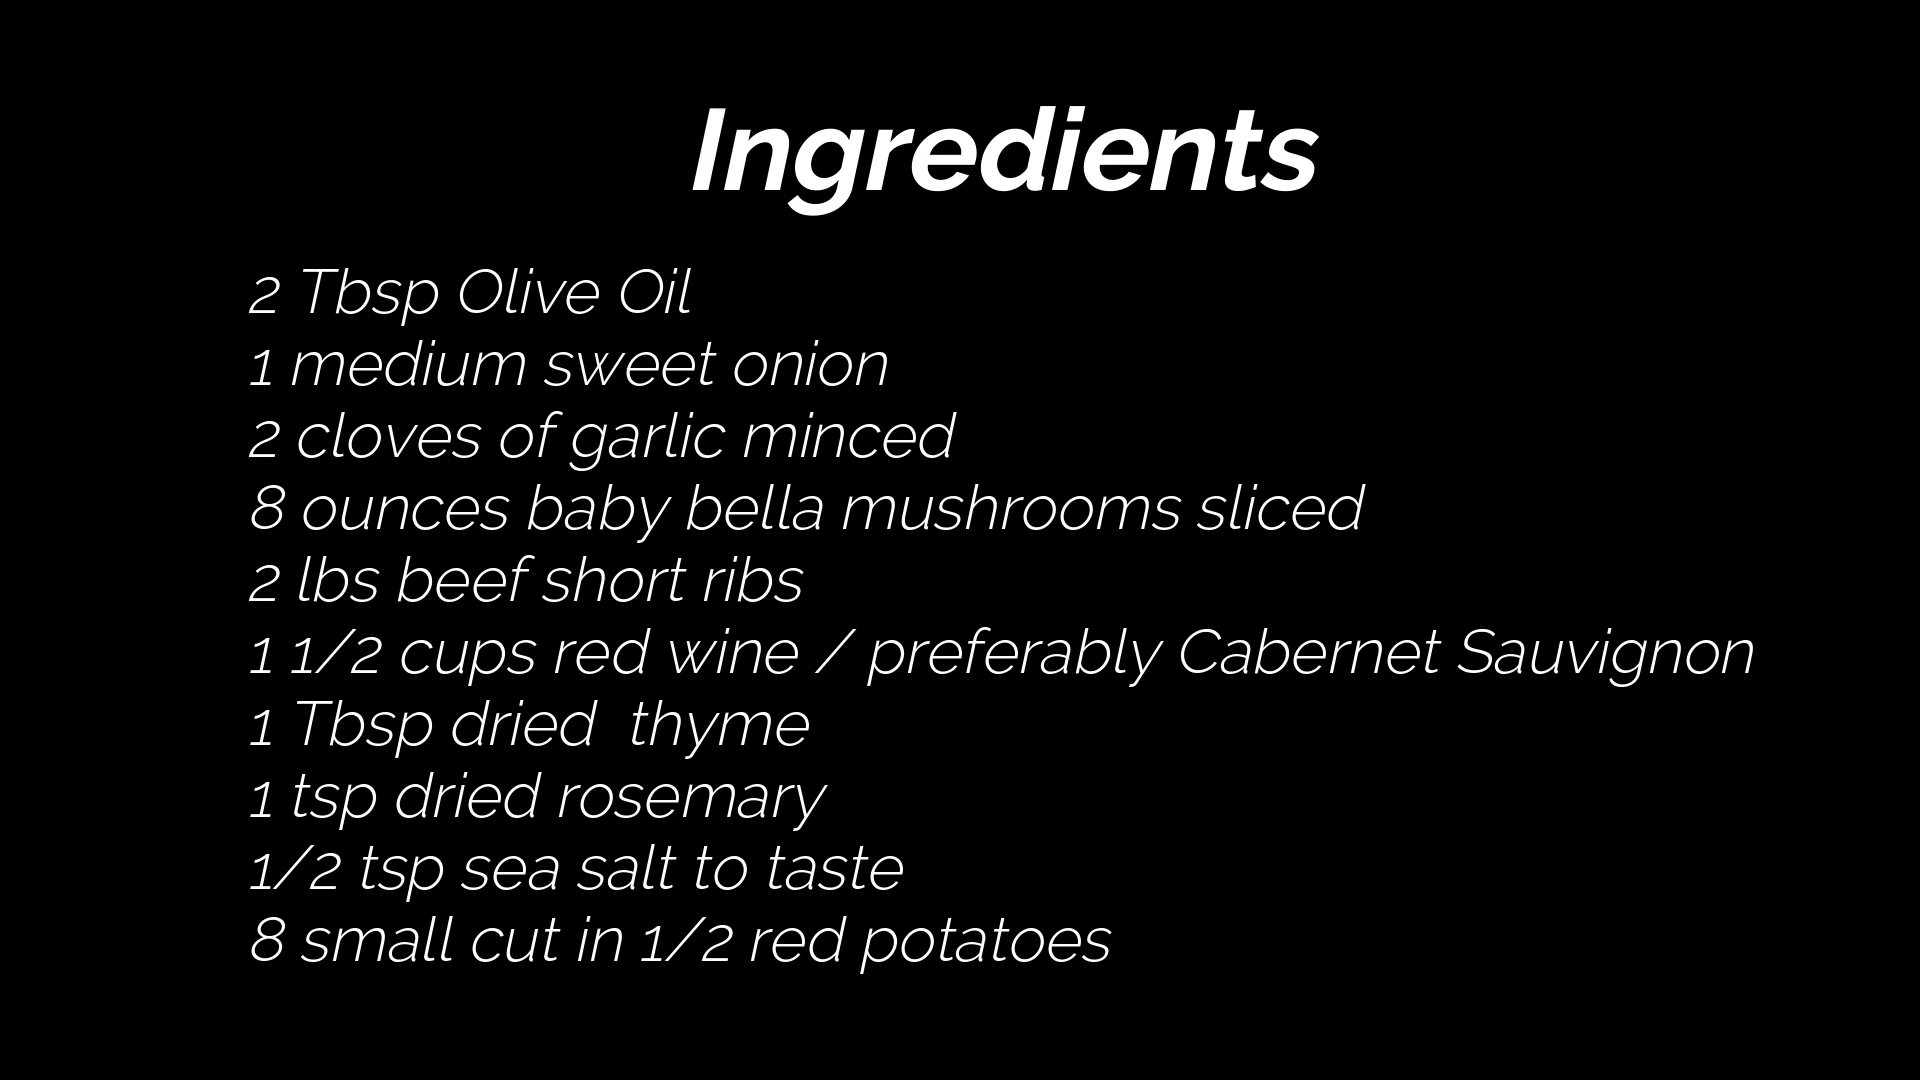 Ingredients
2 Tbsp Olive Oil
1 medium sweet onion
2 cloves of garlic minced
8 ounces baby bella mushrooms sliced
2 lbs beef short ribs
1 1/2 cups red wine / preferably Cabernet Sauvignon
1 Tbsp dried  thyme
1 tsp dried rosemary
1/2 tsp sea salt to taste
8 small cut in 1/2 red potatoes